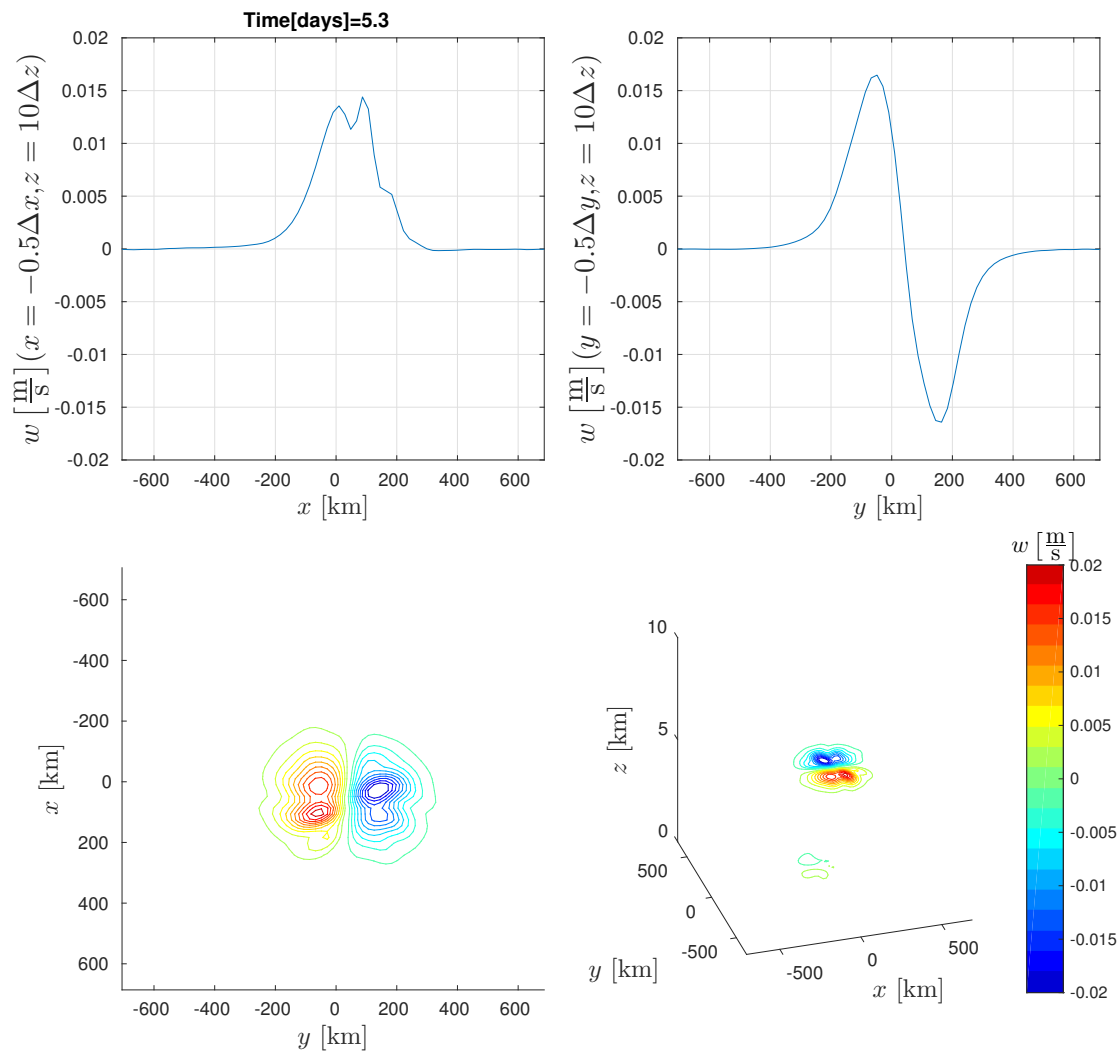 Time[days]=5.3
w [m/s](x = −0.5Δx,z = 10Δz)
0.02
0.015
0.01
0.005
0
-0.005
-0.01
-0.015
-0.02
-600 -400 -200 0 200 400 600
x [km]
w [m/s](y = −0.5Δy,z = 10Δz)
0.02
0.015
0.01
0.005
0
-0.005
-0.01
-0.015
-0.02
-600 -400 -200 0 200 400 600
y [km]
x [km]
-600
-400
-200
0
200
400
600
-600 -400 -200 0 200 400 600
y [km]
z [km]
10
5
0
500
0
-500
y [km]
-500 0 500
x [km]
w [m/s]
0.02
0.015
0.01
0.005
0
-0.005
-0.01
-0.015
-0.02